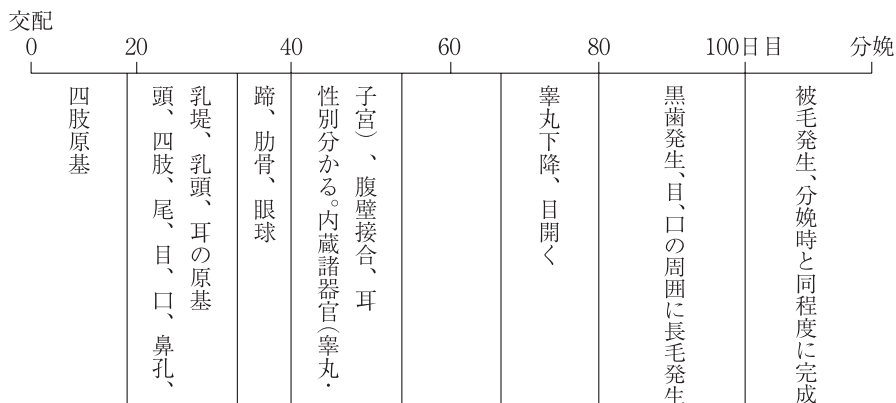 交配
0 20 40 60 80 100日目 分娩
四肢原基
頭、四肢、尾、目、口、鼻孔、
乳堤、乳頭、耳の原基
蹄、肋骨、眼球
性別分かる。内蔵諸器官(睾丸・
子宮)、腹壁接合、耳
睾丸下降、目開く
黒歯発生、目、口の周囲に長毛発生
被毛発生、分娩時と同程度に完成